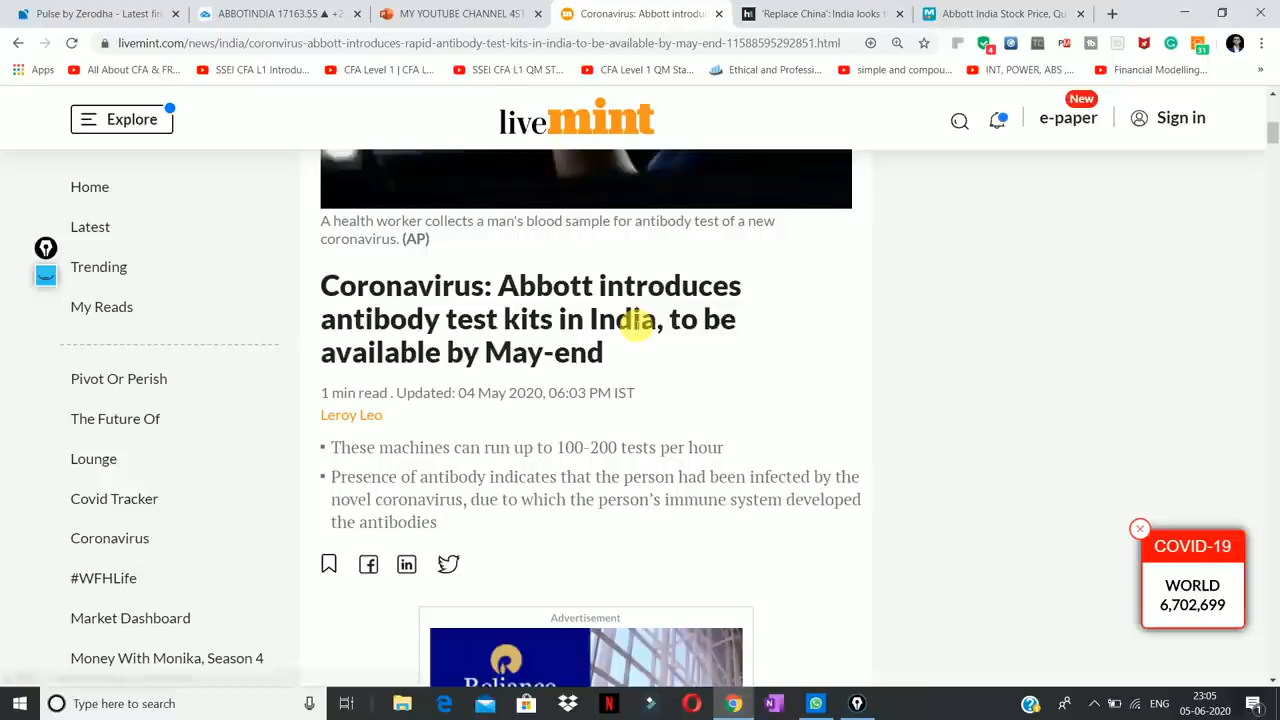 Pulse by Zerodha - Latest fin
ABBOTINDIA 17163.55 ▲ +2
MY YOUTUBE CHANNEL 4ST
Coronavirus: Abbott introdu
'Replace China': India looks t
Abbott India Stock Price, Qu
livemint.com/news/india/coronavirus-abbott-introduces-rapid-antibody-test-kits-in-india-to-be-available-by-may-end-11588595292851.html
Apps
All About CFA & FR...
SSEI CFA L1 Introdu...
CFA Level 1 | CFA L...
SSEI CFA L1 QM ST...
CFA Level 1 QM Sta...
Ethical and Professi...
simple and compou...
INT, POWER, ABS ,...
Financial Modelling...
Explore
livemint
New
e-paper
Sign in
Home
Latest
Trending
My Reads
Pivot Or Perish
The Future Of
Lounge
Covid Tracker
Coronavirus
#WFHLife
Market Dashboard
Money With Monika, Season 4
A health worker collects a man's blood sample for antibody test of a new
coronavirus. (AP)
Coronavirus: Abbott introduces
antibody test kits in India, to be
available by May-end
1 min read . Updated: 04 May 2020, 06:03 PM IST
Leroy Leo
These machines can run up to 100-200 tests per hour
Presence of antibody indicates that the person had been infected by the
novel coronavirus, due to which the person's immune system developed
the antibodies
Advertisement
Reliance
COVID-19
WORLD
6,702,699
Type here to search
ENG
23:05
05-06-2020